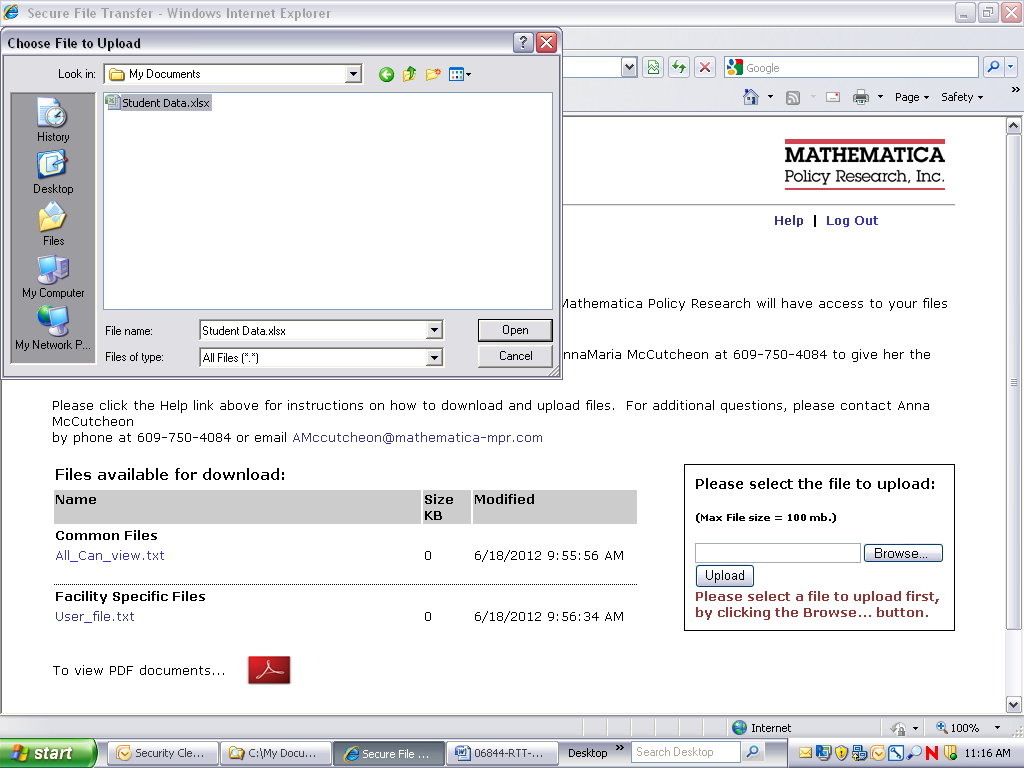 Secure File Transfer - Windows Internet Explorer
Choose File to Upload
Look in: My Documents
Student Data.xlsx
History
Desktop
Files
My Computer
My Network P...
File name: Student Data.xlsx Open
Files of type: All Files (*.*) Cancel
Google
Page Safety »
MATHEMATICA
Policy Research, Inc.
Help | Log Out
Mathematica Policy Research will have access to your files
nnaMaria McCutcheon at 609-750-4084 to give her the
Please click the Help link above for instructions on how to download and upload files. For additional questions, please contact Anna
McCutcheon
by phone at 609-750-4084 or email AMccutcheon@mathematica-mpr.com
Files available for download:
Name Size KB Modified
Common Files
All_Can_view.txt 0 6/18/2012 9:55:56 AM
Facility Specific Files
User_file.txt 0 6/18/2012 9:56:34 AM
To view PDF documents...
Please select the file to upload:
(Max File size = 100 mb.)
Browse...
Upload
Please select a file to upload first,
by clicking the Browse... button.
Internet 100%
start Security Cle... C:\My Docu... Secure File ... 06844-RTT-... Desktop » Search Desktop 11:16 AM